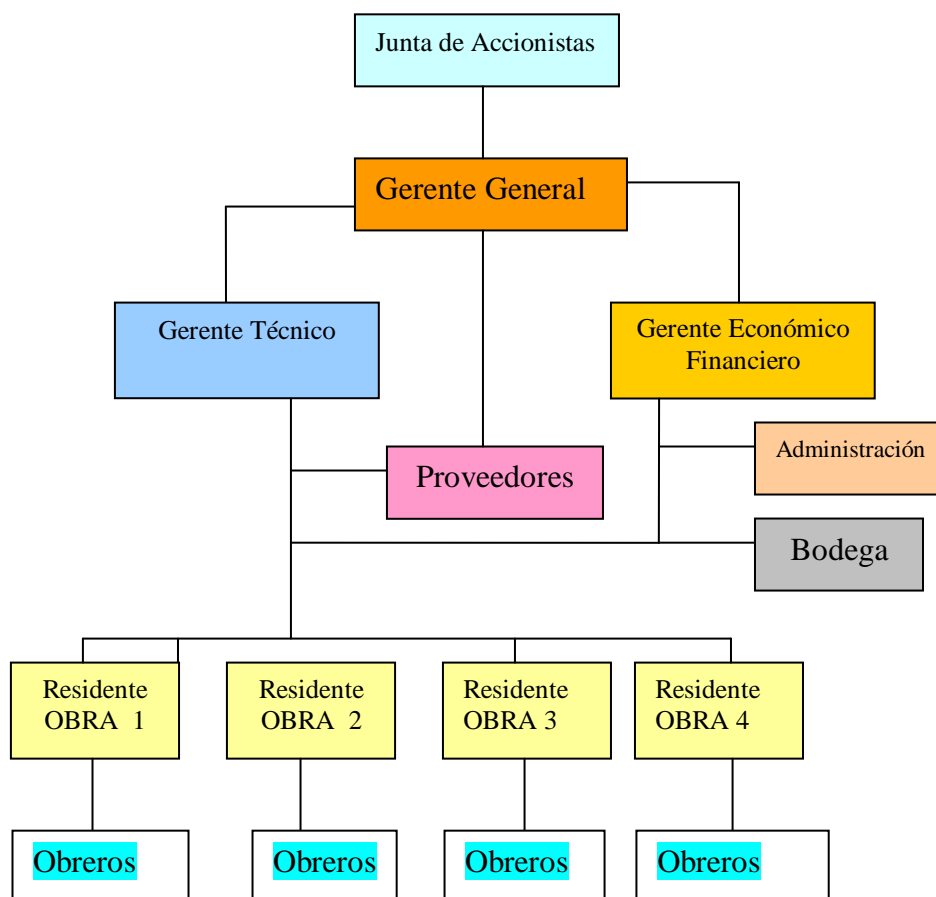 Junta de Accionistas
Gerente General
Gerente Técnico
Gerente Económico
Financiero
Administración
Proveedores
Bodega
Residente
OBRA 1
Residente
OBRA 2
Residente
OBRA 3
Residente
OBRA 4
Obreros
Obreros
Obreros
Obreros